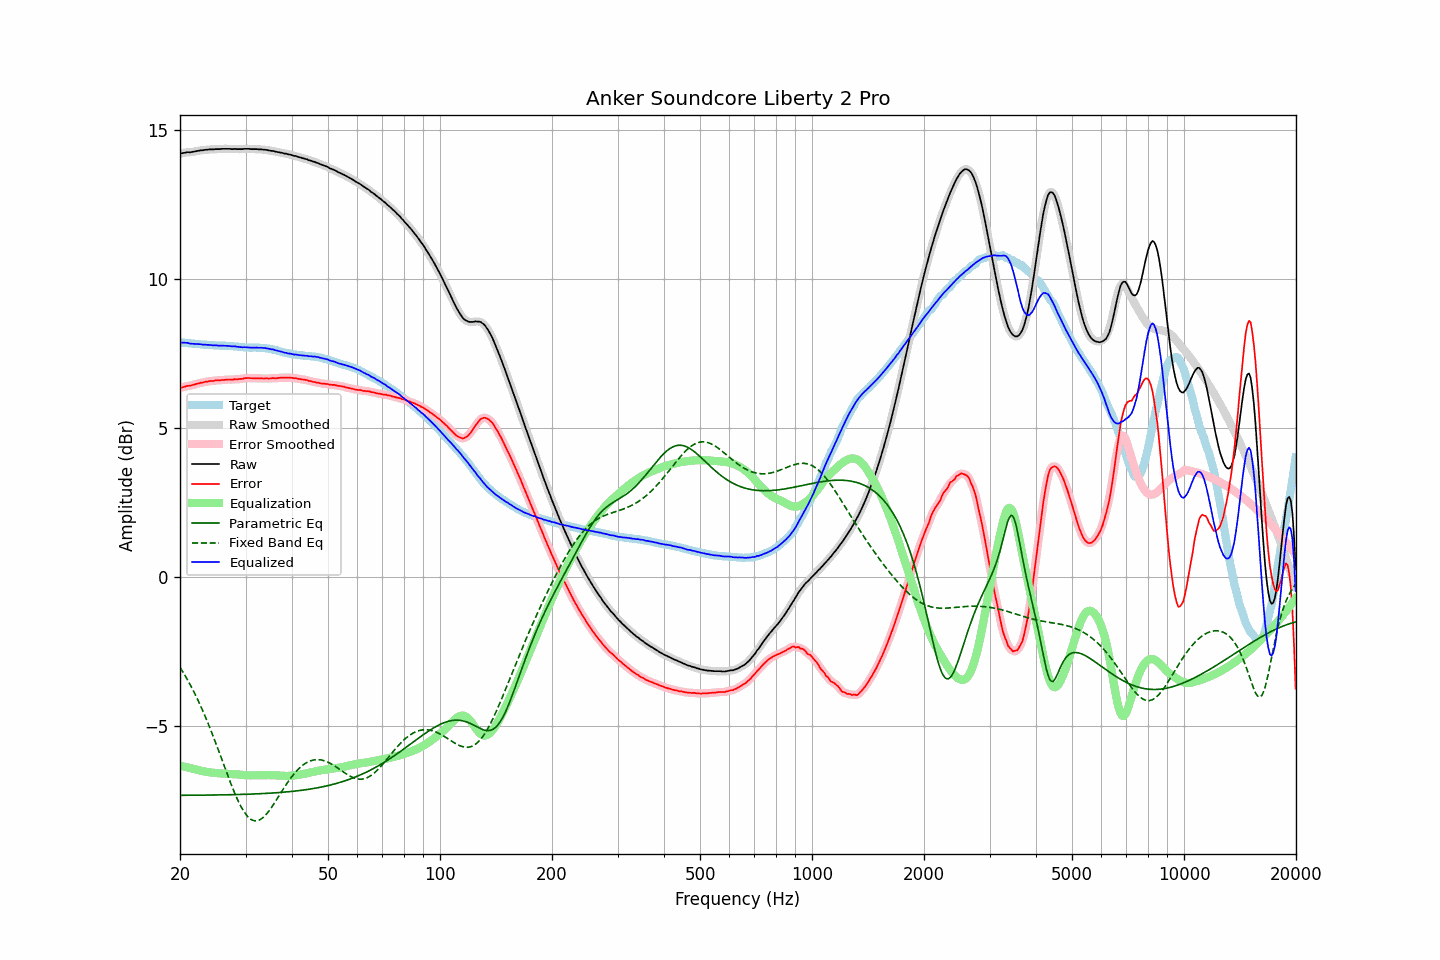 Anker Soundcore Liberty 2 Pro
15
10
5
0
−5
Amplitude (dBr)
Target
Raw Smoothed
Error Smoothed
Raw
Error
Equalization
Parametric Eq
Fixed Band Eq
Equalized
20 50 100 200 500 1000 2000 5000 10000 20000
Frequency (Hz)